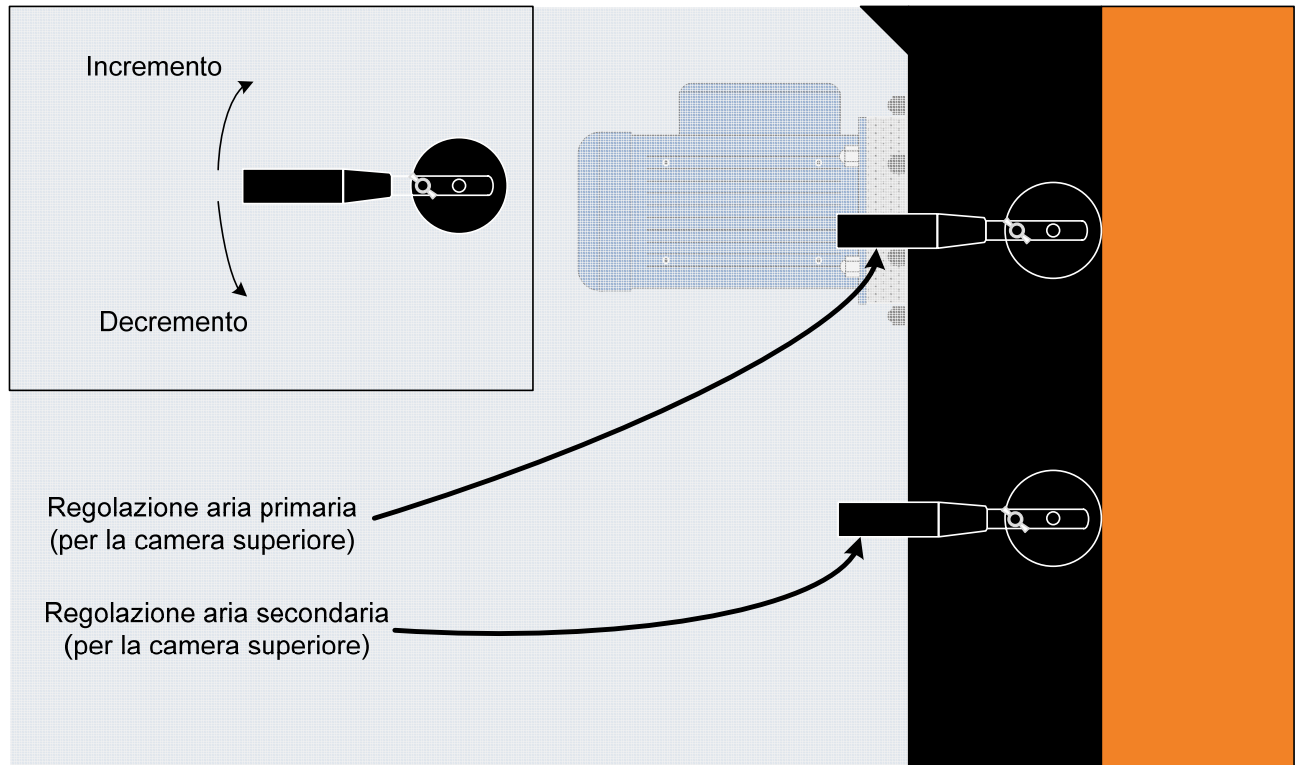 Incremento
Decremento
Regolazione aria primaria
(per la camera superiore)
Regolazione aria secondaria
(per la camera superiore)